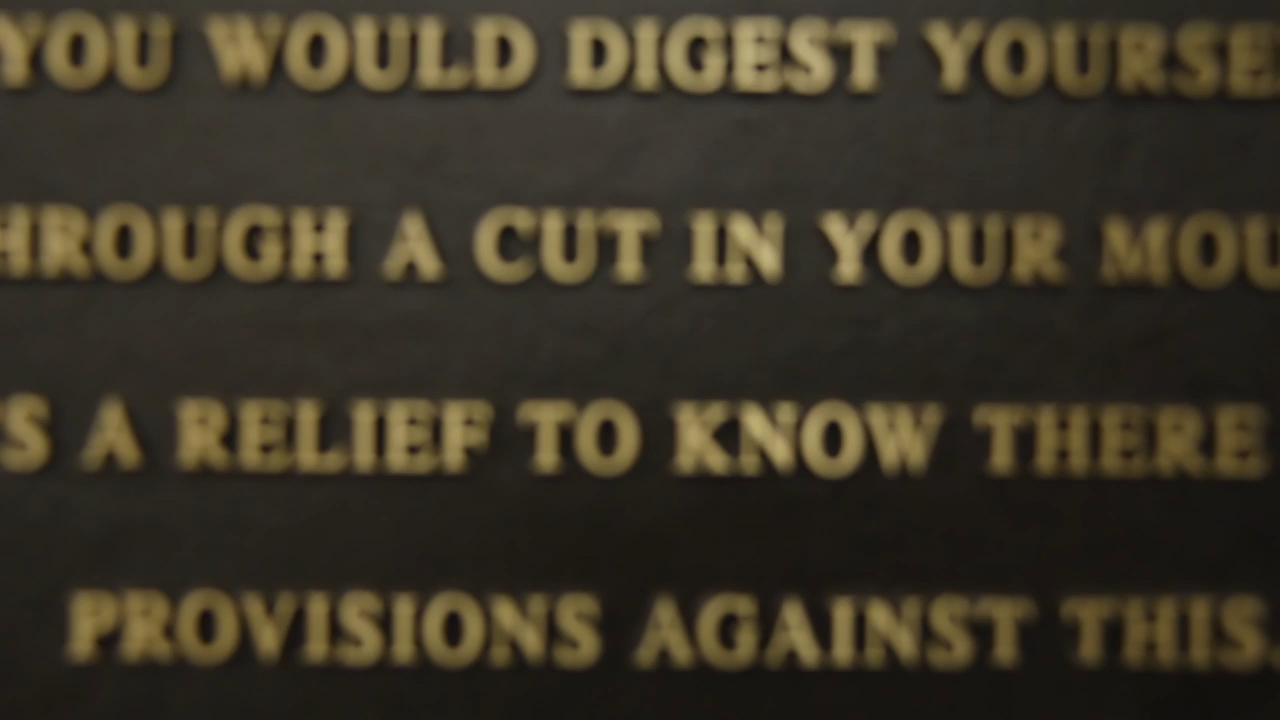 YOU WOULD DIGEST YOURSE
HROUGH A CUT IN YOUR MOU
S A RELIEF TO KNOW THERE
PROVISIONS AGAINST THIS.